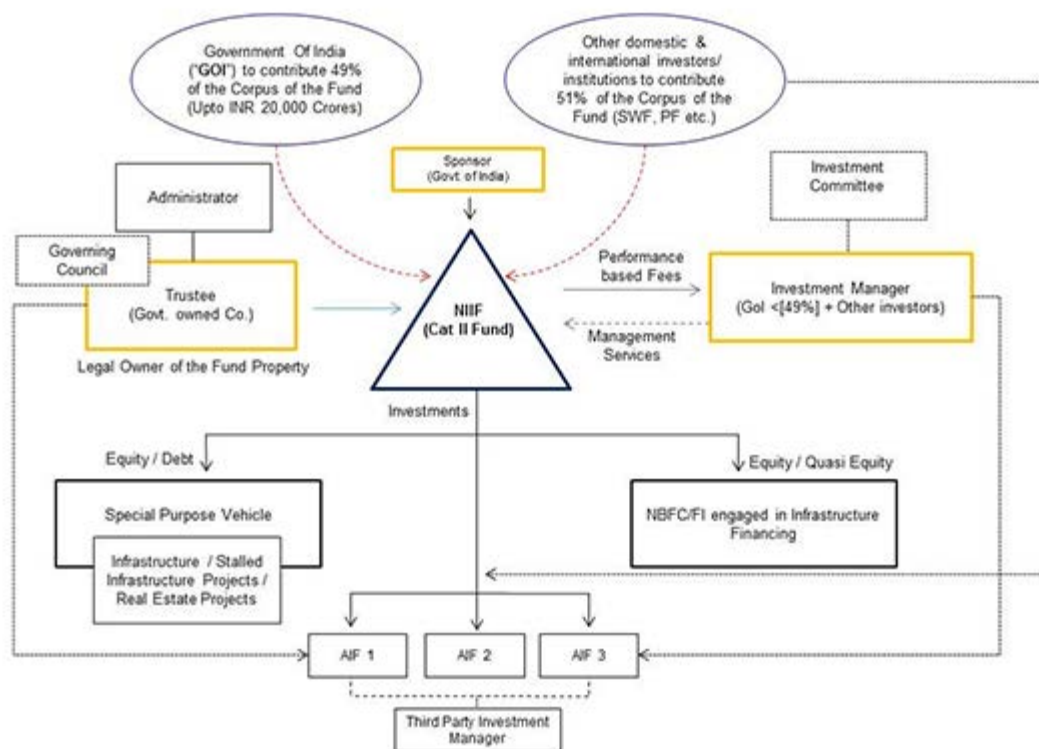 Government Of India
("GOI") to contribute 49%
of the Corpus of the Fund
(Upto INR 20,000 Crores)
Other domestic &
international investors/
institutions to contribute
51% of the Corpus of the
Fund (SWF, PF etc.)
Sponsor
(Govt. of India)
Investment
Committee
Administrator
Governing
Council
Trustee
(Govt. owned Co.)
Legal Owner of the Fund Property
NIIF
(Cat II Fund)
Performance
based Fees
Management
Services
Investment Manager
(GoI <[49%] + Other investors)
Investments
Equity / Debt
Equity / Quasi Equity
Special Purpose Vehicle
Infrastructure / Stalled
Infrastructure Projects /
Real Estate Projects
NBFC/FI engaged in Infrastructure
Financing
AIF 1
AIF 2
AIF 3
Third Party Investment
Manager